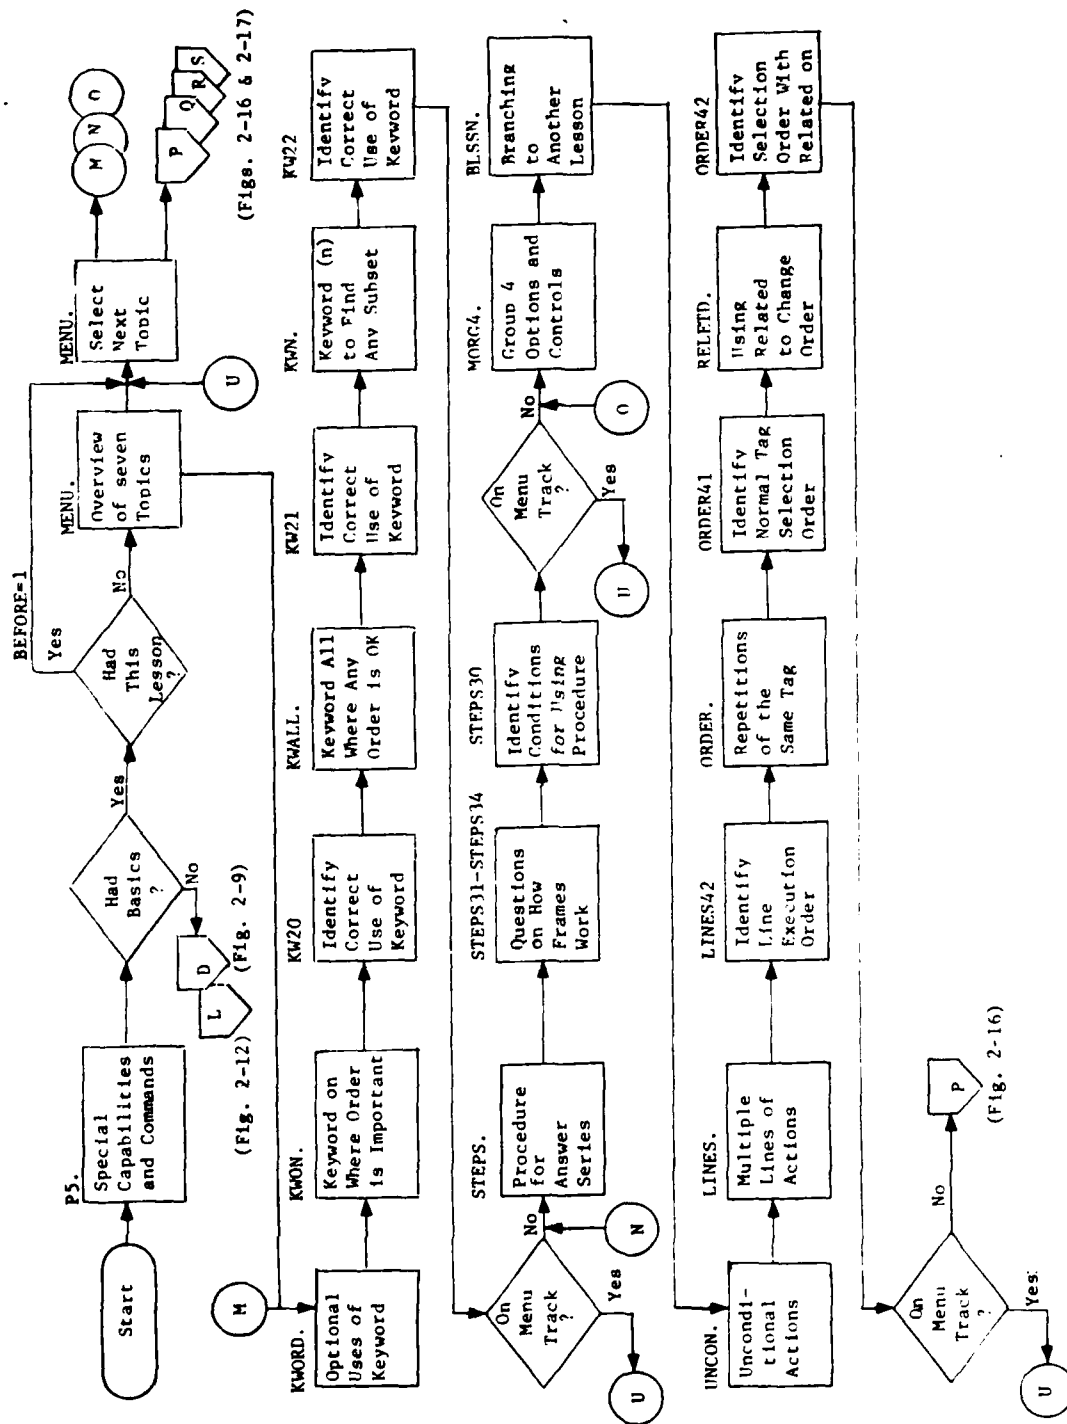 Start
P5.
Special
Capabilities
and Commands
Had
Basics
?
Yes
No
D
(Fig. 2-9)
L
(Fig. 2-12)
Had
This
Lesson
?
BEFORE=1
Yes
No
MENU.
Overview
of seven
Topics
U
MENU.
Select
Next
Topic
M
N
O
P
Q
R
S
(Figs. 2-16 & 2-17)
M
KWORD.
Optional
Uses of
Keyword
KWON.
Keyword on
Where Order
is Important
KW20
Identify
Correct
Use of
Keyword
KWALL.
Keyword All
Where Any
Order is OK
KW21
Identify
Correct
Use of
Keyword
KWN.
Keyword (n)
to Find
Any Subset
KW22
Identify
Correct
Use of
Keyword
On
Menu
Track
?
Yes
U
No
N
STEPS.
Procedure
for
Answer
Series
STEPS31-STEPS34
Questions
on How
Frames
Work
STEPS30
Identify
Conditions
for Using
Procedure
On
Menu
Track
?
Yes
U
No
O
MORG4.
Group 4
Options and
Controls
BLSSN.
Branching
to
Another
Lesson
UNCON.
Uncondi-
tional
Actions
LINES.
Multiple
Lines of
Actions
LINES42
Identify
Line
Execution
Order
ORDER.
Repetitions
of the
Same Tag
ORDER41
Identify
Normal Tag
Selection
Order
RELETD.
Using
Related
to Change
Order
ORDER42
Identify
Selection
Order With
Related on
On
Menu
Track
?
Yes
U
No
P
(Fig. 2-16)